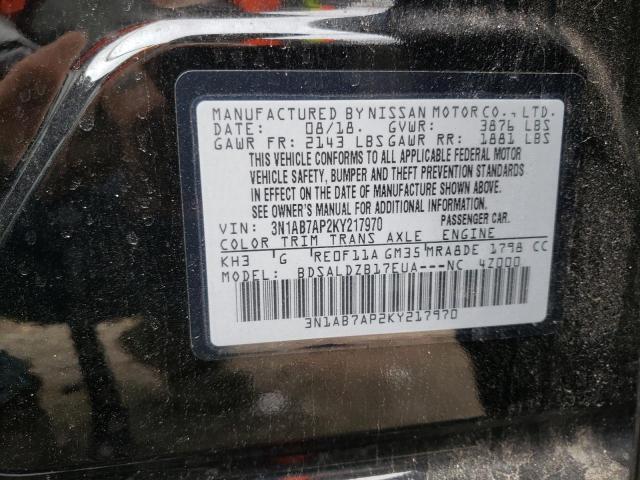 MANUFACTURED BY NISSAN MOTOR CO., LTD.
DATE: 08/18. GVWR: 3876 LBS
GAWR FR: 2143 LBS GAWR RR: 1881 LBS
THIS VEHICLE CONFORMS TO ALL APPLICABLE FEDERAL MOTOR
VEHICLE SAFETY, BUMPER AND THEFT PREVENTION STANDARDS
IN EFFECT ON THE DATE OF MANUFACTURE SHOWN ABOVE.
SEE OWNER'S MANUAL FOR ADDITIONAL INFORMATION.
VIN: 3N1AB7AP2KY217970 PASSENGER CAR.
COLOR TRIM TRANS AXLE ENGINE
KH3 G RE0F11A GM35 MRA8DE 1798 CC
MODEL: BDSALDZB17EUA---NC 4Z000
3N1AB7AP2KY217970